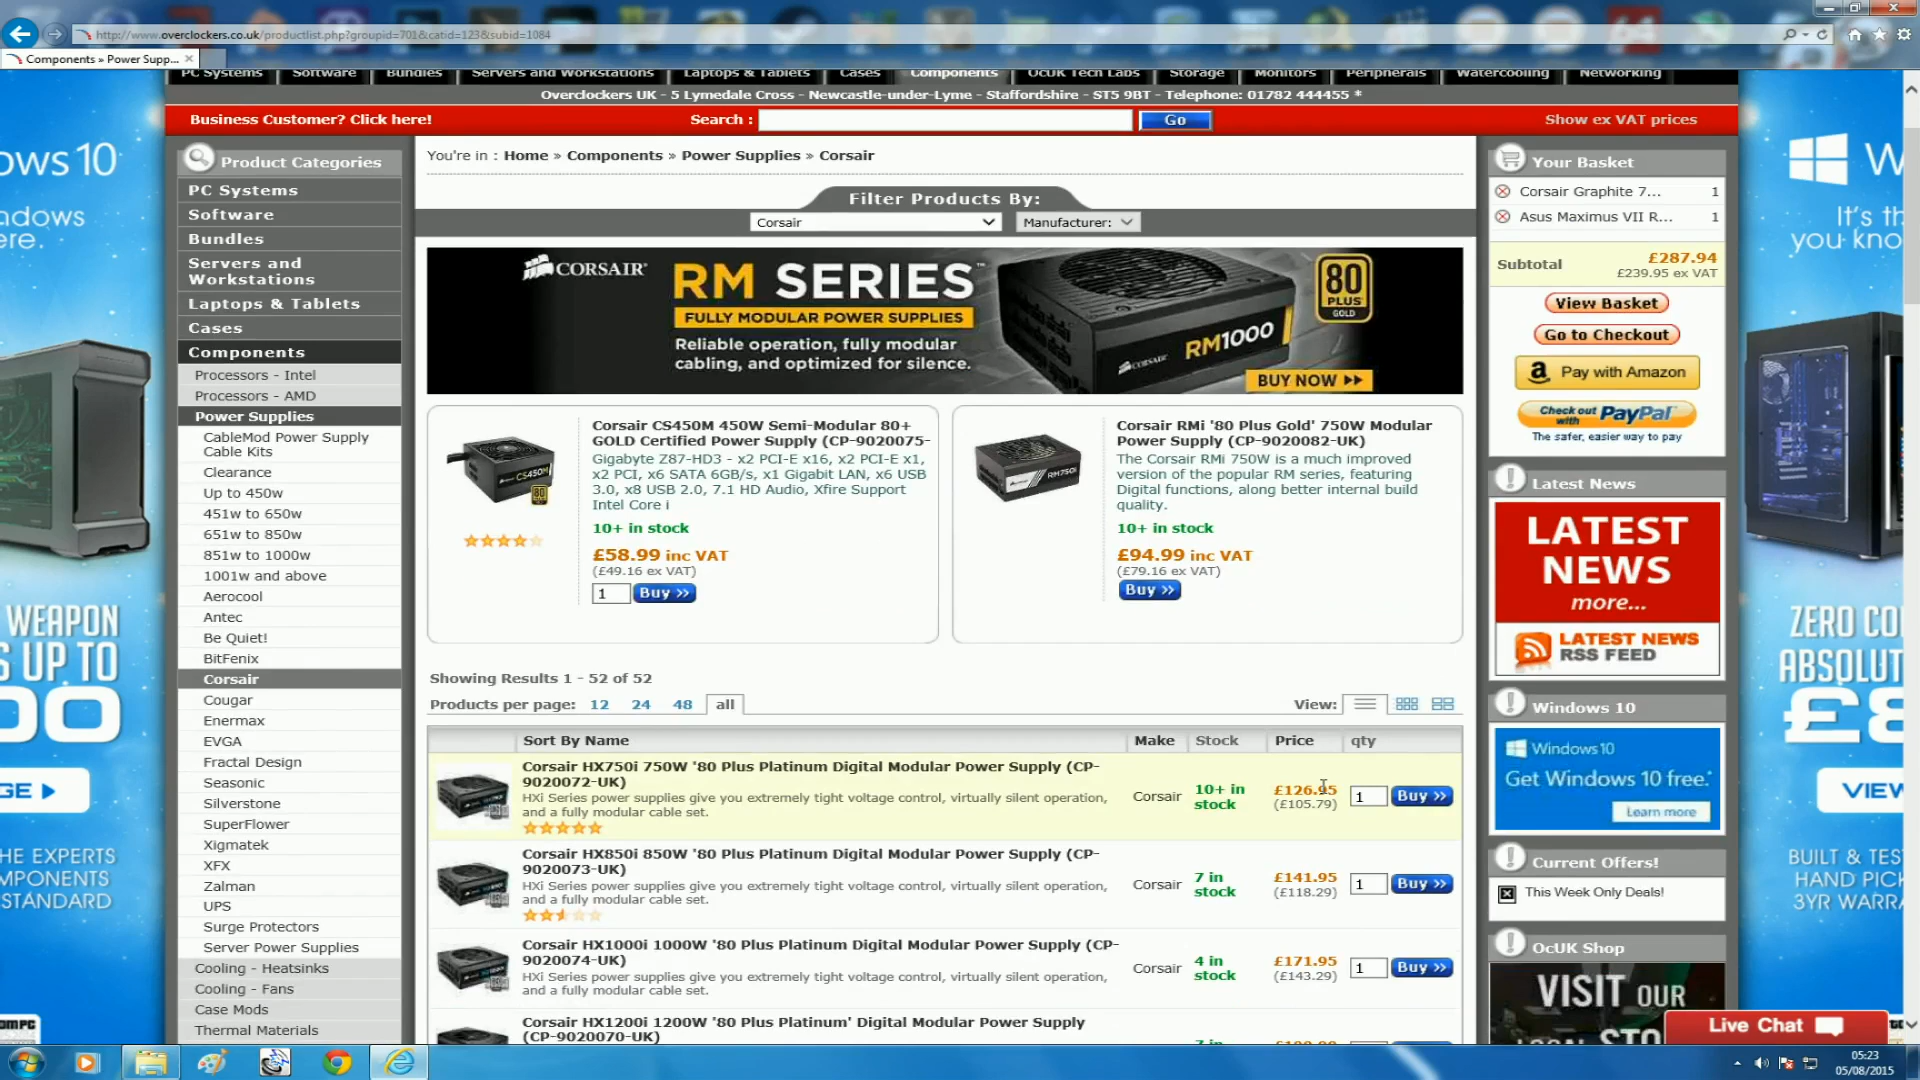 http://www.overclockers.co.uk/productlist.php?groupid=701&catid=123&subid=1084
Components » Power Supp...
PC Systems
Software
Bundles
Servers and Workstations
Laptops & Tablets
Cases
Components
OcUK Tech Labs
Storage
Monitors
Peripherals
Watercooling
Networking
Overclockers UK - 5 Lymedale Cross - Newcastle-under-Lyme - Staffordshire - ST5 9BT - Telephone: 01782 444455 *
Business Customer? Click here!
Search :
Go
Show ex VAT prices
Product Categories
PC Systems
Software
Bundles
Servers and
Workstations
Laptops & Tablets
Cases
Components
Processors - Intel
Processors - AMD
Power Supplies
CableMod Power Supply
Cable Kits
Clearance
Up to 450w
451w to 650w
651w to 850w
851w to 1000w
1001w and above
Aerocool
Antec
Be Quiet!
BitFenix
Corsair
Cougar
Enermax
EVGA
Fractal Design
Seasonic
Silverstone
SuperFlower
Xigmatek
XFX
Zalman
UPS
Surge Protectors
Server Power Supplies
Cooling - Heatsinks
Cooling - Fans
Case Mods
Thermal Materials
You're in : Home » Components » Power Supplies » Corsair
Filter Products By:
Corsair
Manufacturer:
CORSAIR
RM SERIES™
FULLY MODULAR POWER SUPPLIES
Reliable operation, fully modular
cabling, and optimized for silence.
CORSAIR RM1000
80
PLUS
GOLD
BUY NOW
Corsair CS450M 450W Semi-Modular 80+
GOLD Certified Power Supply (CP-9020075-
Gigabyte Z87-HD3 - x2 PCI-E x16, x2 PCI-E x1,
x2 PCI, x6 SATA 6GB/s, x1 Gigabit LAN, x6 USB
3.0, x8 USB 2.0, 7.1 HD Audio, Xfire Support
Intel Core i
10+ in stock
£58.99 inc VAT
(£49.16 ex VAT)
1
Buy >>
CS450M
Corsair RMi '80 Plus Gold' 750W Modular
Power Supply (CP-9020082-UK)
The Corsair RMi 750W is a much improved
version of the popular RM series, featuring
Digital functions, along better internal build
quality.
10+ in stock
£94.99 inc VAT
(£79.16 ex VAT)
Buy >>
RM750i
Showing Results 1 - 52 of 52
Products per page: 12 24 48 all
View:
Sort By Name
Make
Stock
Price
qty
Corsair HX750i 750W '80 Plus Platinum Digital Modular Power Supply (CP-
9020072-UK)
HXi Series power supplies give you extremely tight voltage control, virtually silent operation,
and a fully modular cable set.
Corsair
10+ in
stock
£126.95
(£105.79)
1
Buy >>
Corsair HX850i 850W '80 Plus Platinum Digital Modular Power Supply (CP-
9020073-UK)
HXi Series power supplies give you extremely tight voltage control, virtually silent operation,
and a fully modular cable set.
Corsair
7 in
stock
£141.95
(£118.29)
1
Buy >>
Corsair HX1000i 1000W '80 Plus Platinum Digital Modular Power Supply (CP-
9020074-UK)
HXi Series power supplies give you extremely tight voltage control, virtually silent operation,
and a fully modular cable set.
Corsair
4 in
stock
£171.95
(£143.29)
1
Buy >>
Corsair HX1200i 1200W '80 Plus Platinum' Digital Modular Power Supply
(CP-9020070-UK)
Your Basket
Corsair Graphite 7... 1
Asus Maximus VII R... 1
Subtotal
£287.94
£239.95 ex VAT
View Basket
Go to Checkout
a Pay with Amazon
Check out
with PayPal
The safer, easier way to pay
Latest News
LATEST
NEWS
more...
LATEST NEWS
RSS FEED
Windows 10
Windows10
Get Windows 10 free.*
Learn more
Current Offers!
This Week Only Deals!
OcUK Shop
VISIT OUR
Live Chat
ows 10
adows
ere.
WEAPON
S UP TO
00
GE
HE EXPERTS
MPONENTS
STANDARD
W
It's th
you kno
ZERO CO
ABSOLUT
£8
VIEW
BUILT & TES
HAND PICK
3YR WARRA
05:23
05/08/2015